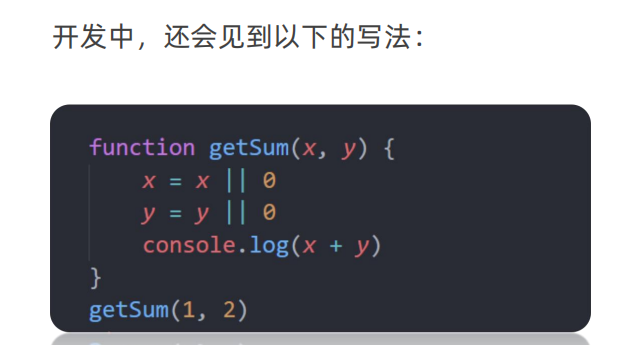 开发中，还会见到以下的写法：
function getSum(x, y) {
    x = x || 0
    y = y || 0
    console.log(x + y)
}
getSum(1, 2)